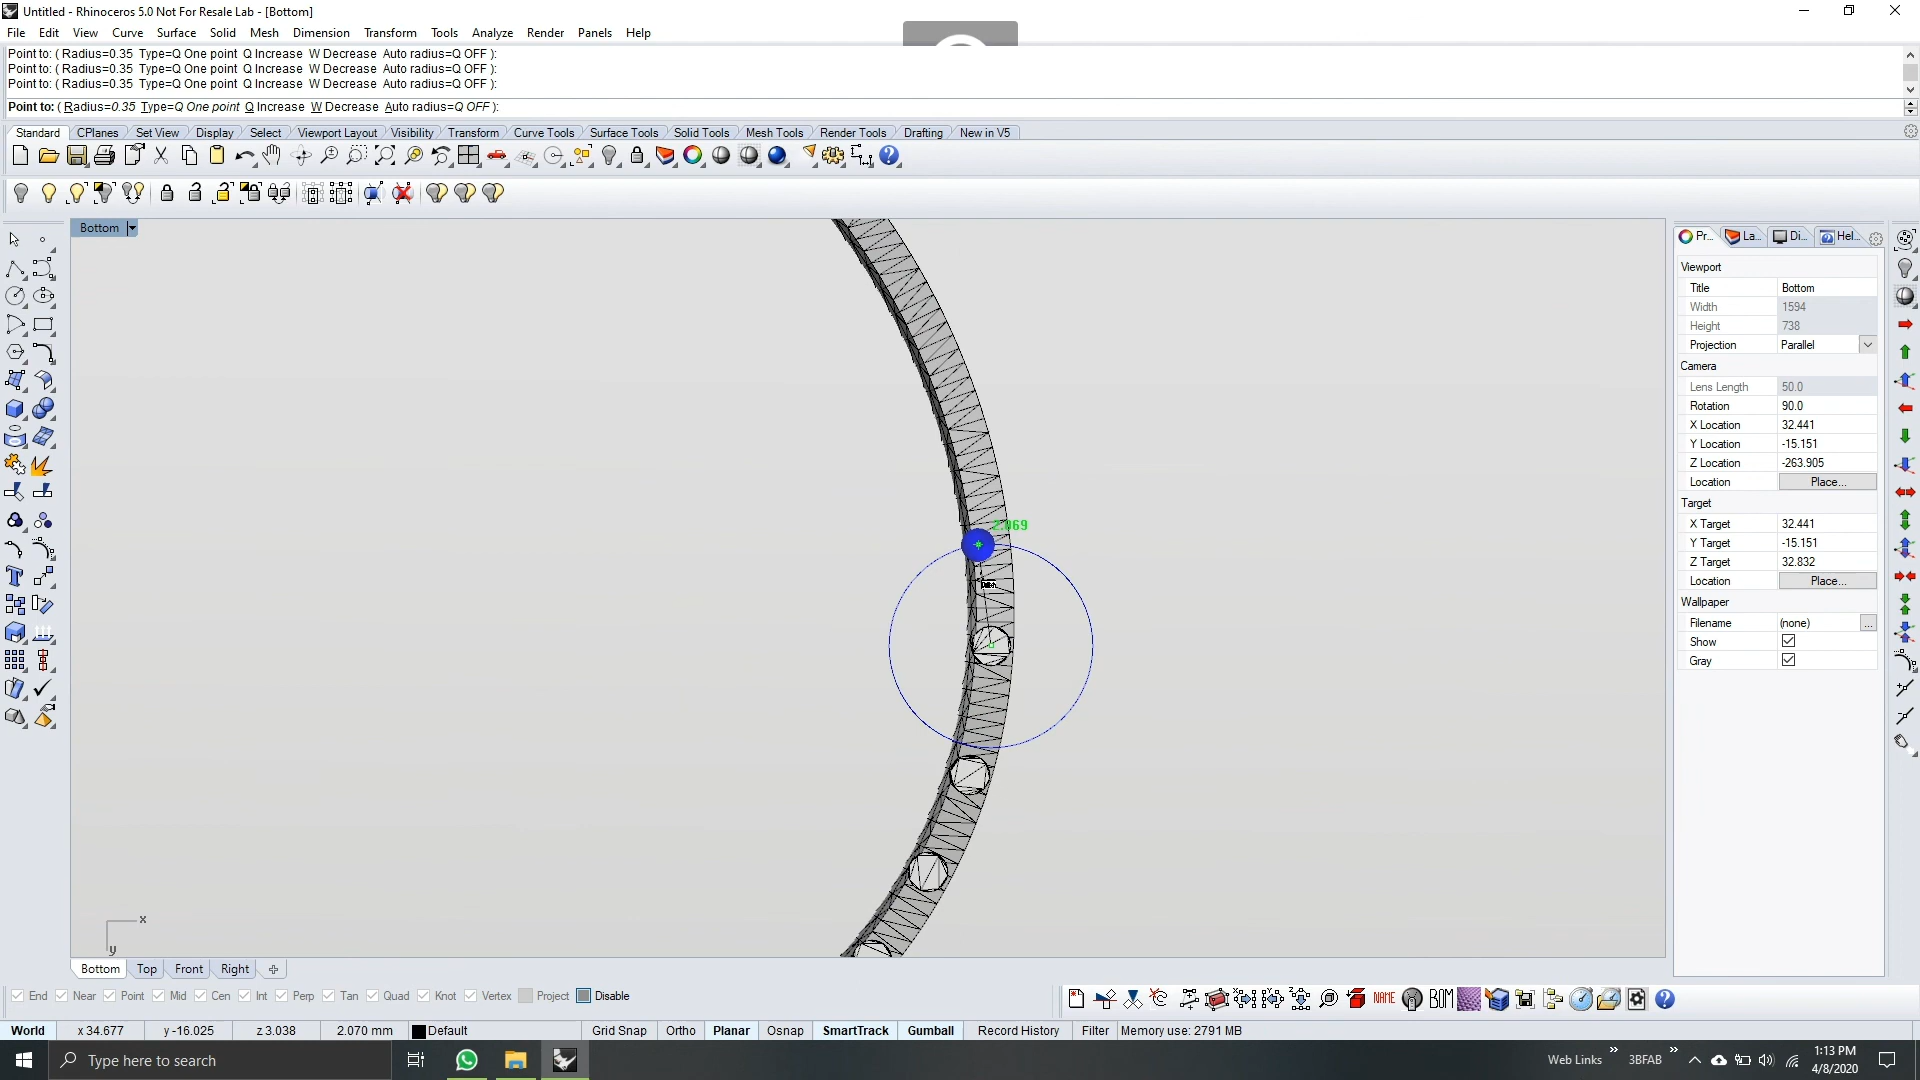 Untitled - Rhinoceros 5.0 Not For Resale Lab - [Bottom]
File Edit View Curve Surface Solid Mesh Dimension Transform Tools Analyze Render Panels Help
Point to: ( Radius=0.35 Type=Q One point Q Increase W Decrease Auto radius=Q OFF ):
Point to: ( Radius=0.35 Type=Q One point Q Increase W Decrease Auto radius=Q OFF ):
Point to: ( Radius=0.35 Type=Q One point Q Increase W Decrease Auto radius=Q OFF ):
Point to: ( Radius=0.35 Type=Q One point Q Increase W Decrease Auto radius=Q OFF ):
Standard CPlanes Set View Display Select Viewport Layout Visibility Transform Curve Tools Surface Tools Solid Tools Mesh Tools Render Tools Drafting New in V5
Bottom
Pr... La... Di... Hel...
Viewport
Title Bottom
Width 1594
Height 738
Projection Parallel
Camera
Lens Length 50.0
Rotation 90.0
X Location 32.441
Y Location -15.151
Z Location -263.905
Location Place...
Target
X Target 32.441
Y Target -15.151
Z Target 32.832
Location Place...
Wallpaper
Filename (none) ...
Show
Gray
2.069
x
y
Bottom Top Front Right
End Near Point Mid Cen Int Perp Tan Quad Knot Vertex Project Disable
NAME BOM
World x 34.677 y -16.025 z 3.038 2.070 mm Default Grid Snap Ortho Planar Osnap SmartTrack Gumball Record History Filter Memory use: 2791 MB
Type here to search
Web Links » 3BFAB »
1:13 PM
4/8/2020